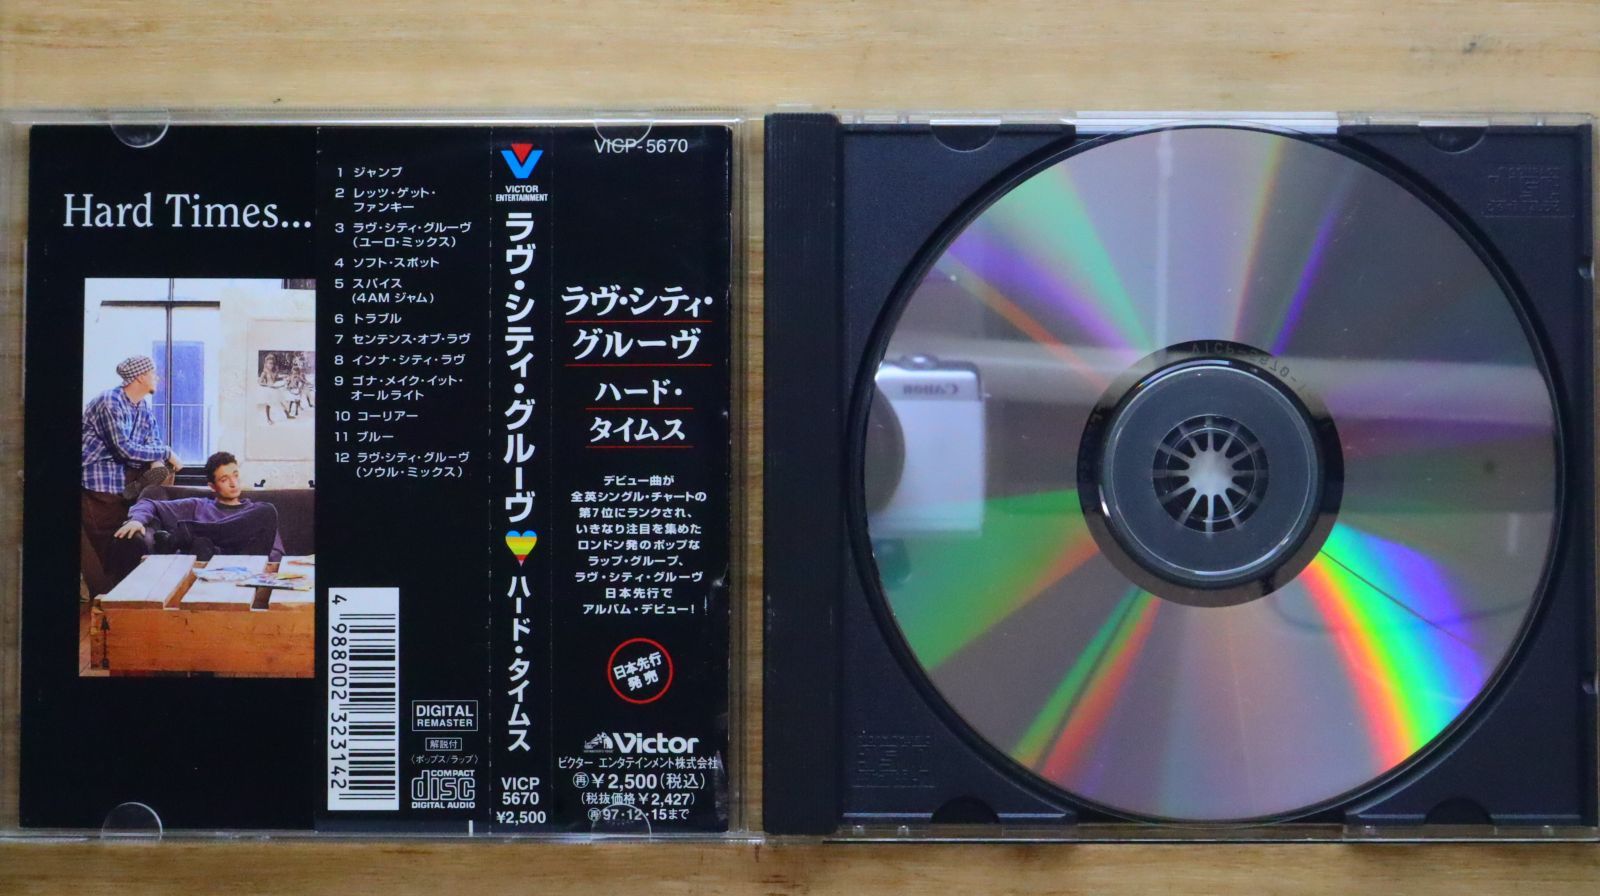 Hard Times...
1 ジャンプ
2 レッツ・ゲット・
ファンキー
3 ラヴ・シティ・グルーヴ
(ユーロ・ミックス)
4 ソフト・スポット
5 スパイス
(4AM ジャム)
6 トラブル
7 センテンス・オブ・ラヴ
8 インナ・シティ・ラヴ
9 ゴナ・メイク・イット・
オールライト
10 コーリアー
11 ブルー
12 ラヴ・シティ・グルーヴ
(ソウル・ミックス)
4 988002 323142
DIGITAL
REMASTER
解説付
(ポップス/ラップ)
COMPACT
disc
DIGITAL AUDIO
VICTOR
ENTERTAINMENT
ラヴ・シティ・グルーヴ
ハード・タイムス
VICP
5670
¥2,500
VICP-5670
ラヴ・シティ・
グルーヴ
ハード・
タイムス
デビュー曲が
全英シングル・チャートの
第7位にランクされ、
いきなり注目を集めた
ロンドン発のポップな
ラップ・グループ、
ラヴ・シティ・グルーヴ
日本先行で
アルバム・デビュー!
日本先行
発売
Victor
ビクター エンタテインメント株式会社
再¥2,500(税込)
(税抜価格¥2,427)
再97・12・15まで
Canon